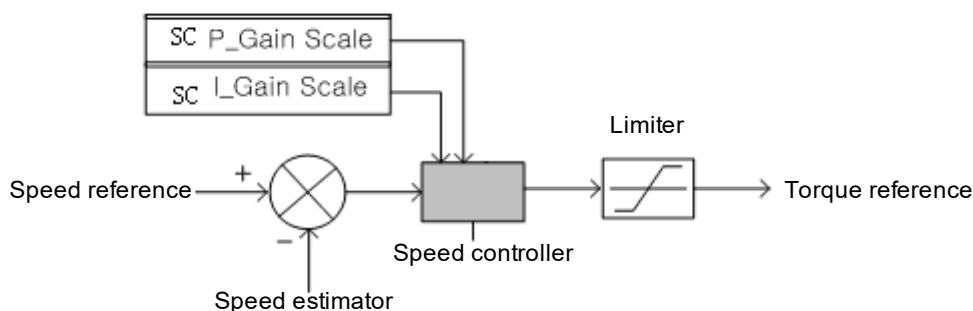 SC P_Gain Scale
SC I_Gain Scale
Limiter
+
Speed reference
Torque reference
−
Speed controller
Speed estimator